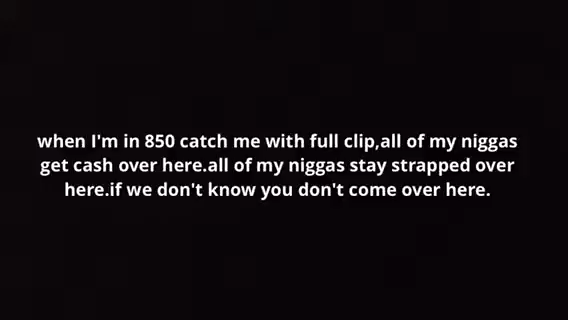 when I'm in 850 catch me with full clip,all of my niggas
get cash over here.all of my niggas stay strapped over
here.if we don't know you don't come over here.